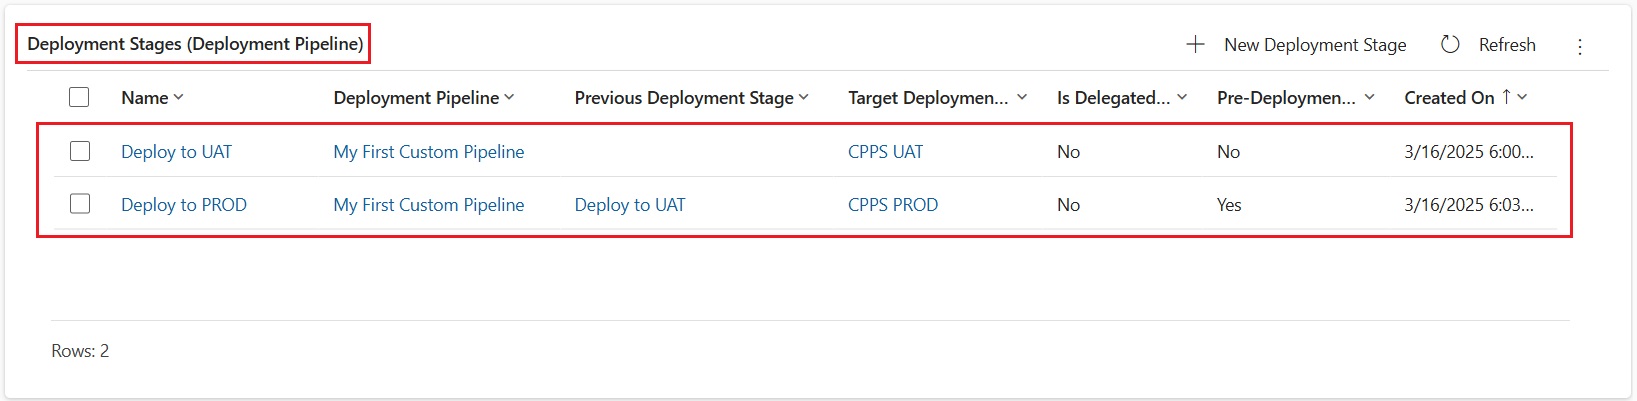 Deployment Stages (Deployment Pipeline)
New Deployment Stage Refresh
Name Deployment Pipeline Previous Deployment Stage Target Deploymen... Is Delegated... Pre-Deploymen... Created On ↑
Deploy to UAT My First Custom Pipeline CPPS UAT No No 3/16/2025 6:00...
Deploy to PROD My First Custom Pipeline Deploy to UAT CPPS PROD No Yes 3/16/2025 6:03...
Rows: 2